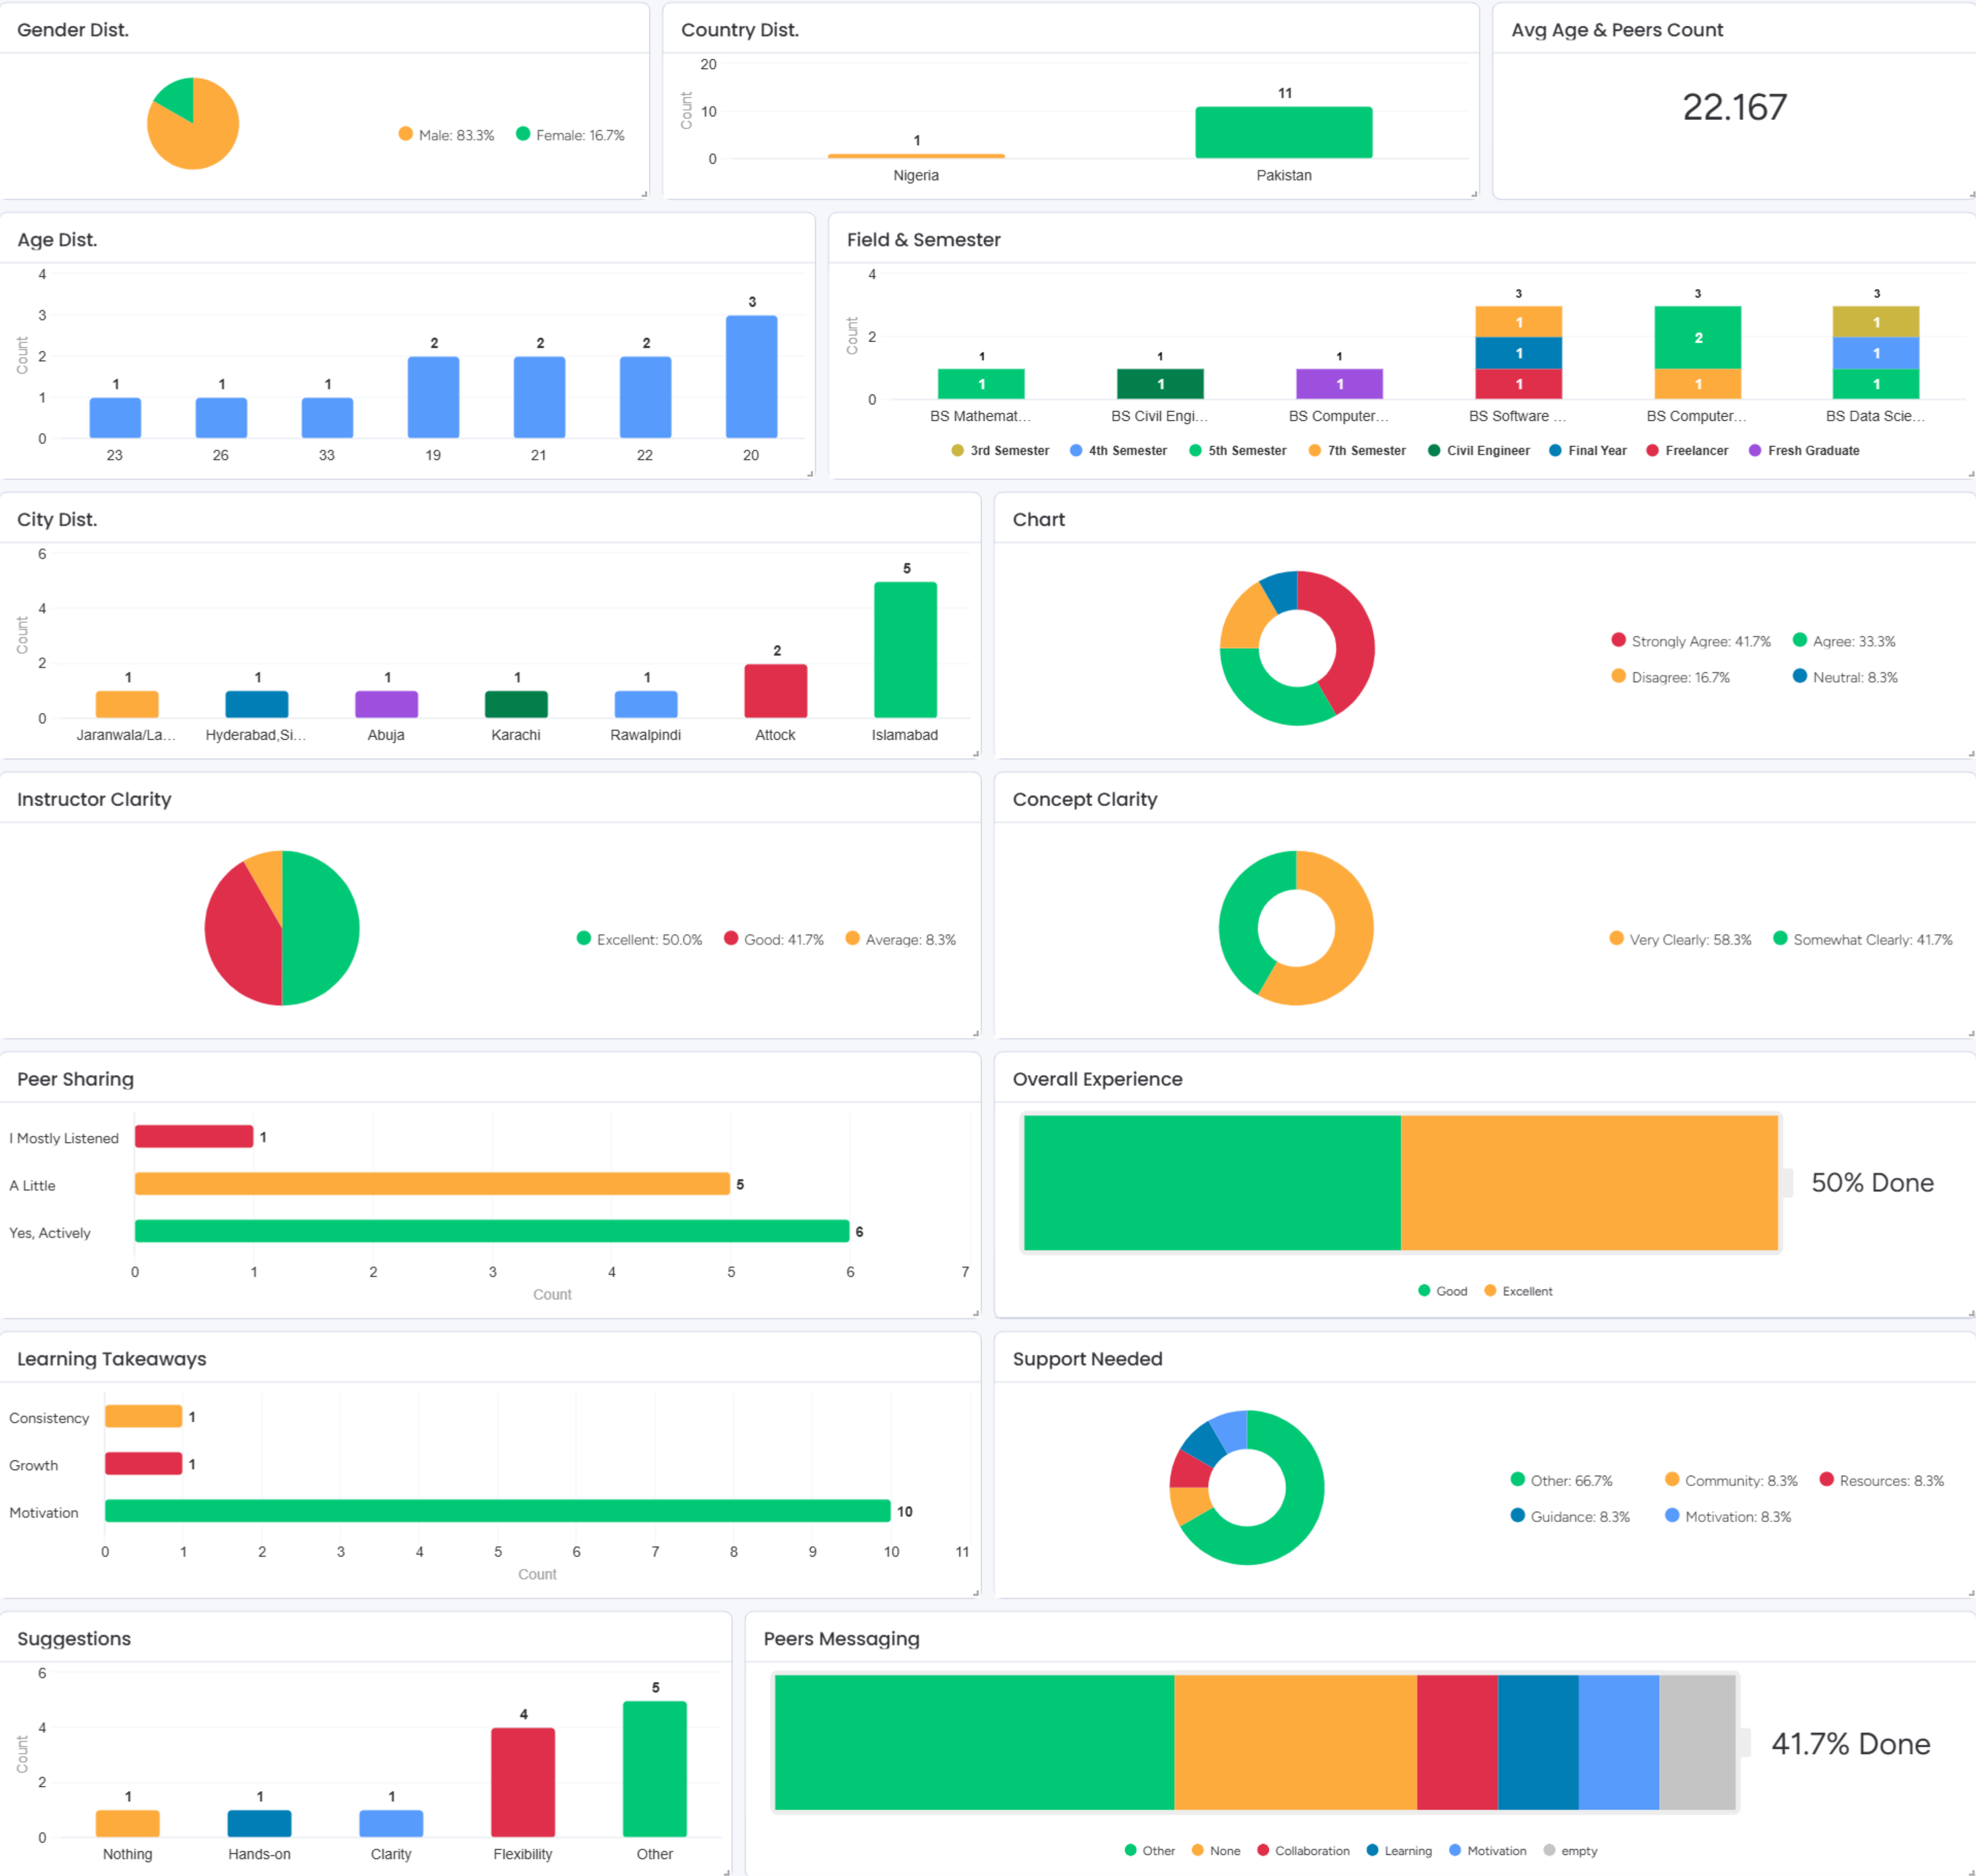 Gender Dist.
Male: 83.3% Female: 16.7%
Country Dist.
Count
20
10
0
1
11
Nigeria Pakistan
Avg Age & Peers Count
22.167
Age Dist.
Count
4
3
2
1
0
1 1 1 2 2 2 3
23 26 33 19 21 22 20
Field & Semester
Count
4
2
0
1 1 1 3 3 3
1 1 1
1 1 1
2 1
1 1 1
BS Mathemat... BS Civil Engi... BS Computer... BS Software ... BS Computer... BS Data Scie...
3rd Semester 4th Semester 5th Semester 7th Semester Civil Engineer Final Year Freelancer Fresh Graduate
City Dist.
Count
6
4
2
0
1 1 1 1 1 2 5
Jaranwala/La... Hyderabad,Si... Abuja Karachi Rawalpindi Attock Islamabad
Chart
Strongly Agree: 41.7% Agree: 33.3%
Disagree: 16.7% Neutral: 8.3%
Instructor Clarity
Excellent: 50.0% Good: 41.7% Average: 8.3%
Concept Clarity
Very Clearly: 58.3% Somewhat Clearly: 41.7%
Peer Sharing
I Mostly Listened 1
A Little 5
Yes, Actively 6
0 1 2 3 4 5 6 7
Count
Overall Experience
50% Done
Good Excellent
Learning Takeaways
Consistency 1
Growth 1
Motivation 10
0 1 2 3 4 5 6 7 8 9 10 11
Count
Support Needed
Other: 66.7% Community: 8.3% Resources: 8.3%
Guidance: 8.3% Motivation: 8.3%
Suggestions
Count
6
4
2
0
1 1 1 4 5
Nothing Hands-on Clarity Flexibility Other
Peers Messaging
41.7% Done
Other None Collaboration Learning Motivation empty